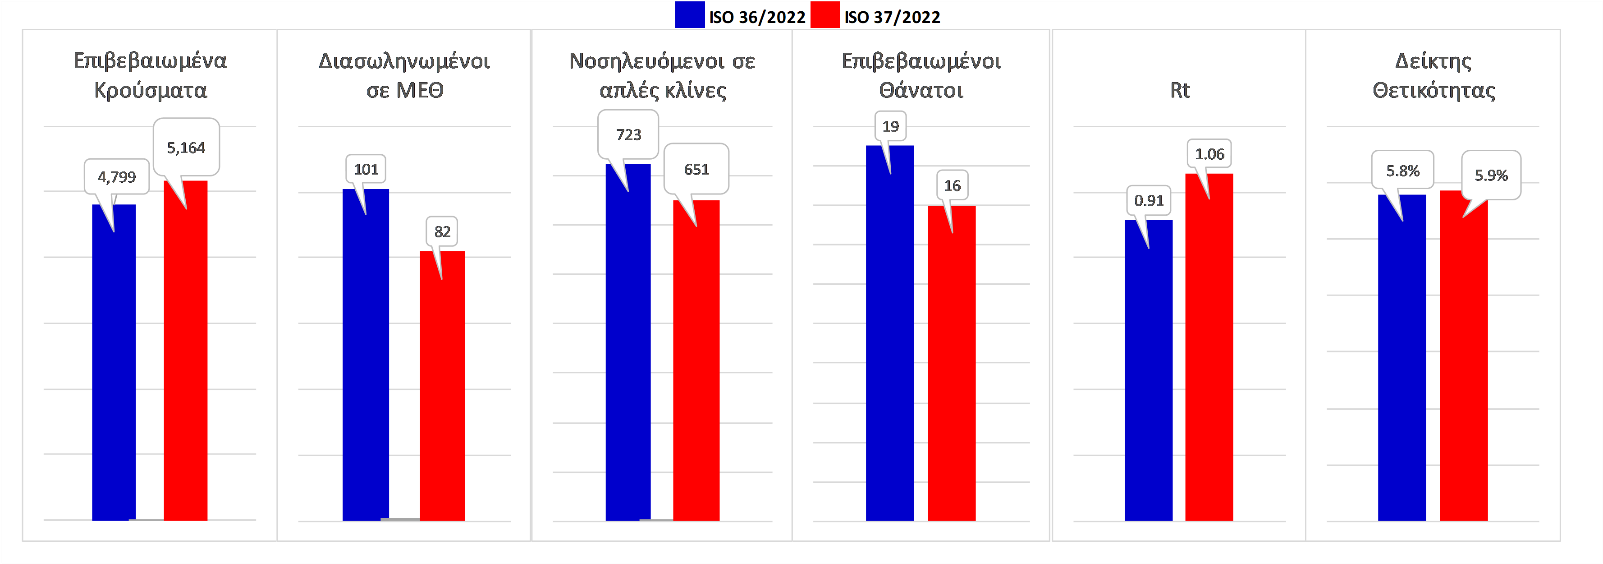 ISO 36/2022 ISO 37/2022
Επιβεβαιωμένα
Κρούσματα
4,799
5,164
Διασωληνωμένοι
σε ΜΕΘ
101
82
Νοσηλευόμενοι σε
απλές κλίνες
723
651
Επιβεβαιωμένοι
Θάνατοι
19
16
Rt
0.91
1.06
Δείκτης
Θετικότητας
5.8%
5.9%